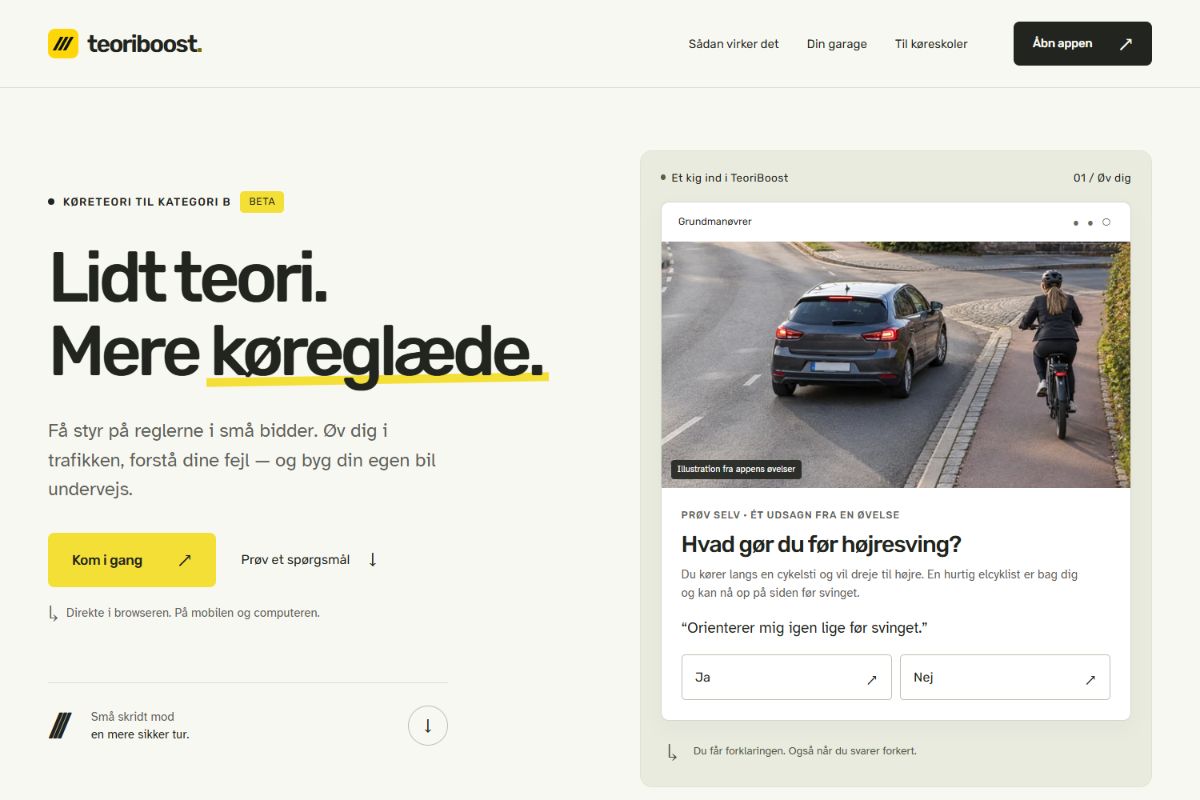 teoriboost.
Sådan virker det
Din garage
Til køreskoler
Åbn appen
KØRETEORI TIL KATEGORI B
BETA
Lidt teori.
Mere køreglæde.
Få styr på reglerne i små bidder. Øv dig i
trafikken, forstå dine fejl — og byg din egen bil
undervejs.
Kom i gang
Prøv et spørgsmål
Direkte i browseren. På mobilen og computeren.
Små skridt mod
en mere sikker tur.
Et kig ind i TeoriBoost
01 / Øv dig
Grundmanøvrer
Illustration fra appens øvelser
PRØV SELV • ÉT UDSAGN FRA EN ØVELSE
Hvad gør du før højresving?
Du kører langs en cykelsti og vil dreje til højre. En hurtig elcyklist er bag dig
og kan nå op på siden før svinget.
“Orienterer mig igen lige før svinget.”
Ja
Nej
Du får forklaringen. Også når du svarer forkert.